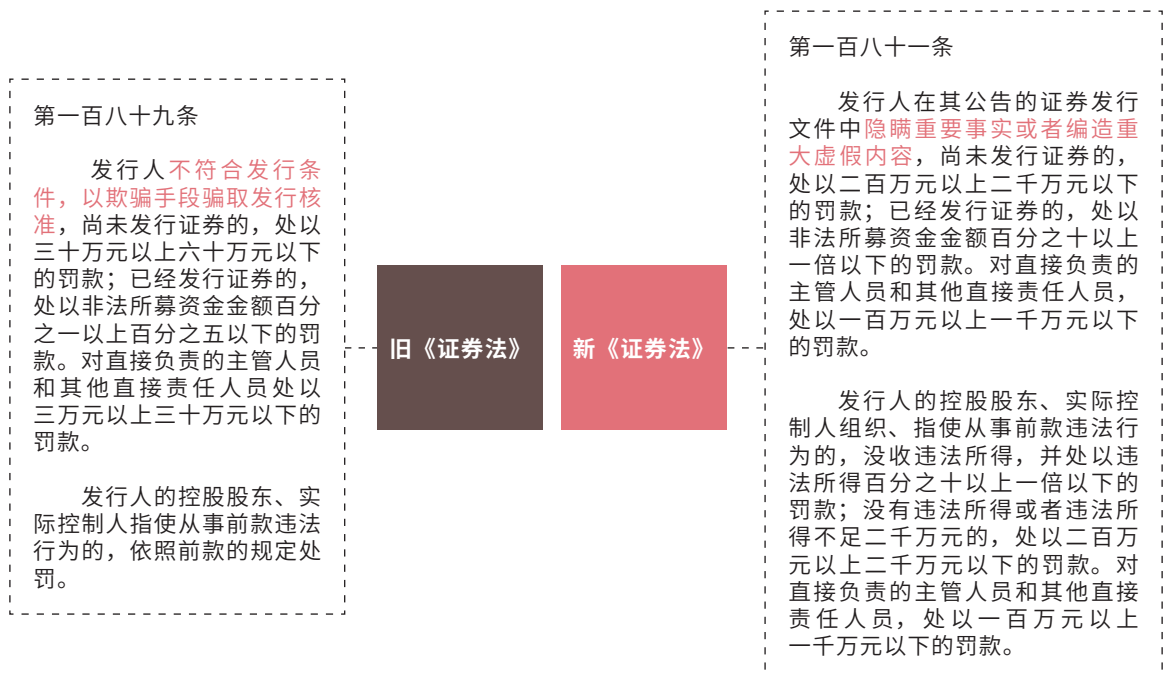 第一百八十九条
发行人不符合发行条
件，以欺骗手段骗取发行核
准，尚未发行证券的，处以
三十万元以上六十万元以下
的罚款；已经发行证券的，
处以非法所募资金金额百分
之一以上百分之五以下的罚
款。对直接负责的主管人员
和其他直接责任人员处以
三万元以上三十万元以下的
罚款。
发行人的控股股东、实
际控制人指使从事前款违法
行为的，依照前款的规定处
罚。
旧《证券法》
新《证券法》
第一百八十一条
发行人在其公告的证券发行
文件中隐瞒重要事实或者编造重
大虚假内容，尚未发行证券的，
处以二百万元以上二千万元以下
的罚款；已经发行证券的，处以
非法所募资金金额百分之十以上
一倍以下的罚款。对直接负责的
主管人员和其他直接责任人员，
处以一百万元以上一千万元以下
的罚款。
发行人的控股股东、实际控
制人组织、指使从事前款违法行
为的，没收违法所得，并处以违
法所得百分之十以上一倍以下的
罚款；没有违法所得或者违法所
得不足二千万元的，处以二百万
元以上二千万元以下的罚款。对
直接负责的主管人员和其他直接
责任人员，处以一百万元以上
一千万元以下的罚款。